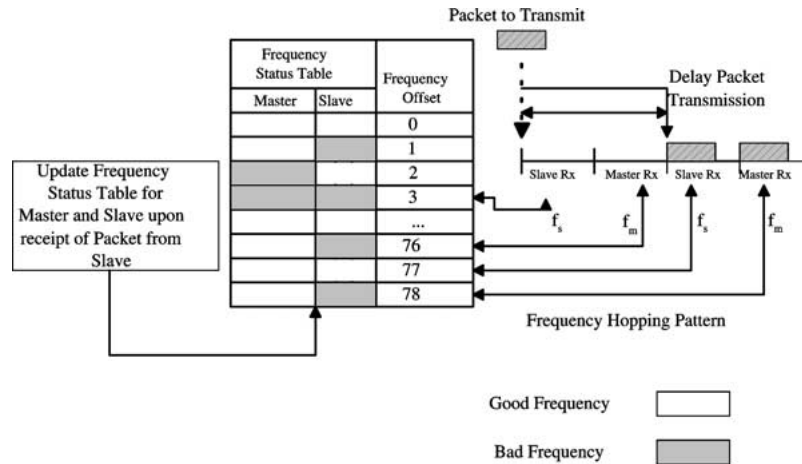 Packet to Transmit
Frequency
Status Table
Frequency
Offset
Master Slave
Delay Packet
Transmission
0
1
2
3
...
76
77
78
Slave Rx Master Rx Slave Rx Master Rx
fs fm fs fm
Update Frequency
Status Table for
Master and Slave upon
receipt of Packet from
Slave
Frequency Hopping Pattern
Good Frequency
Bad Frequency